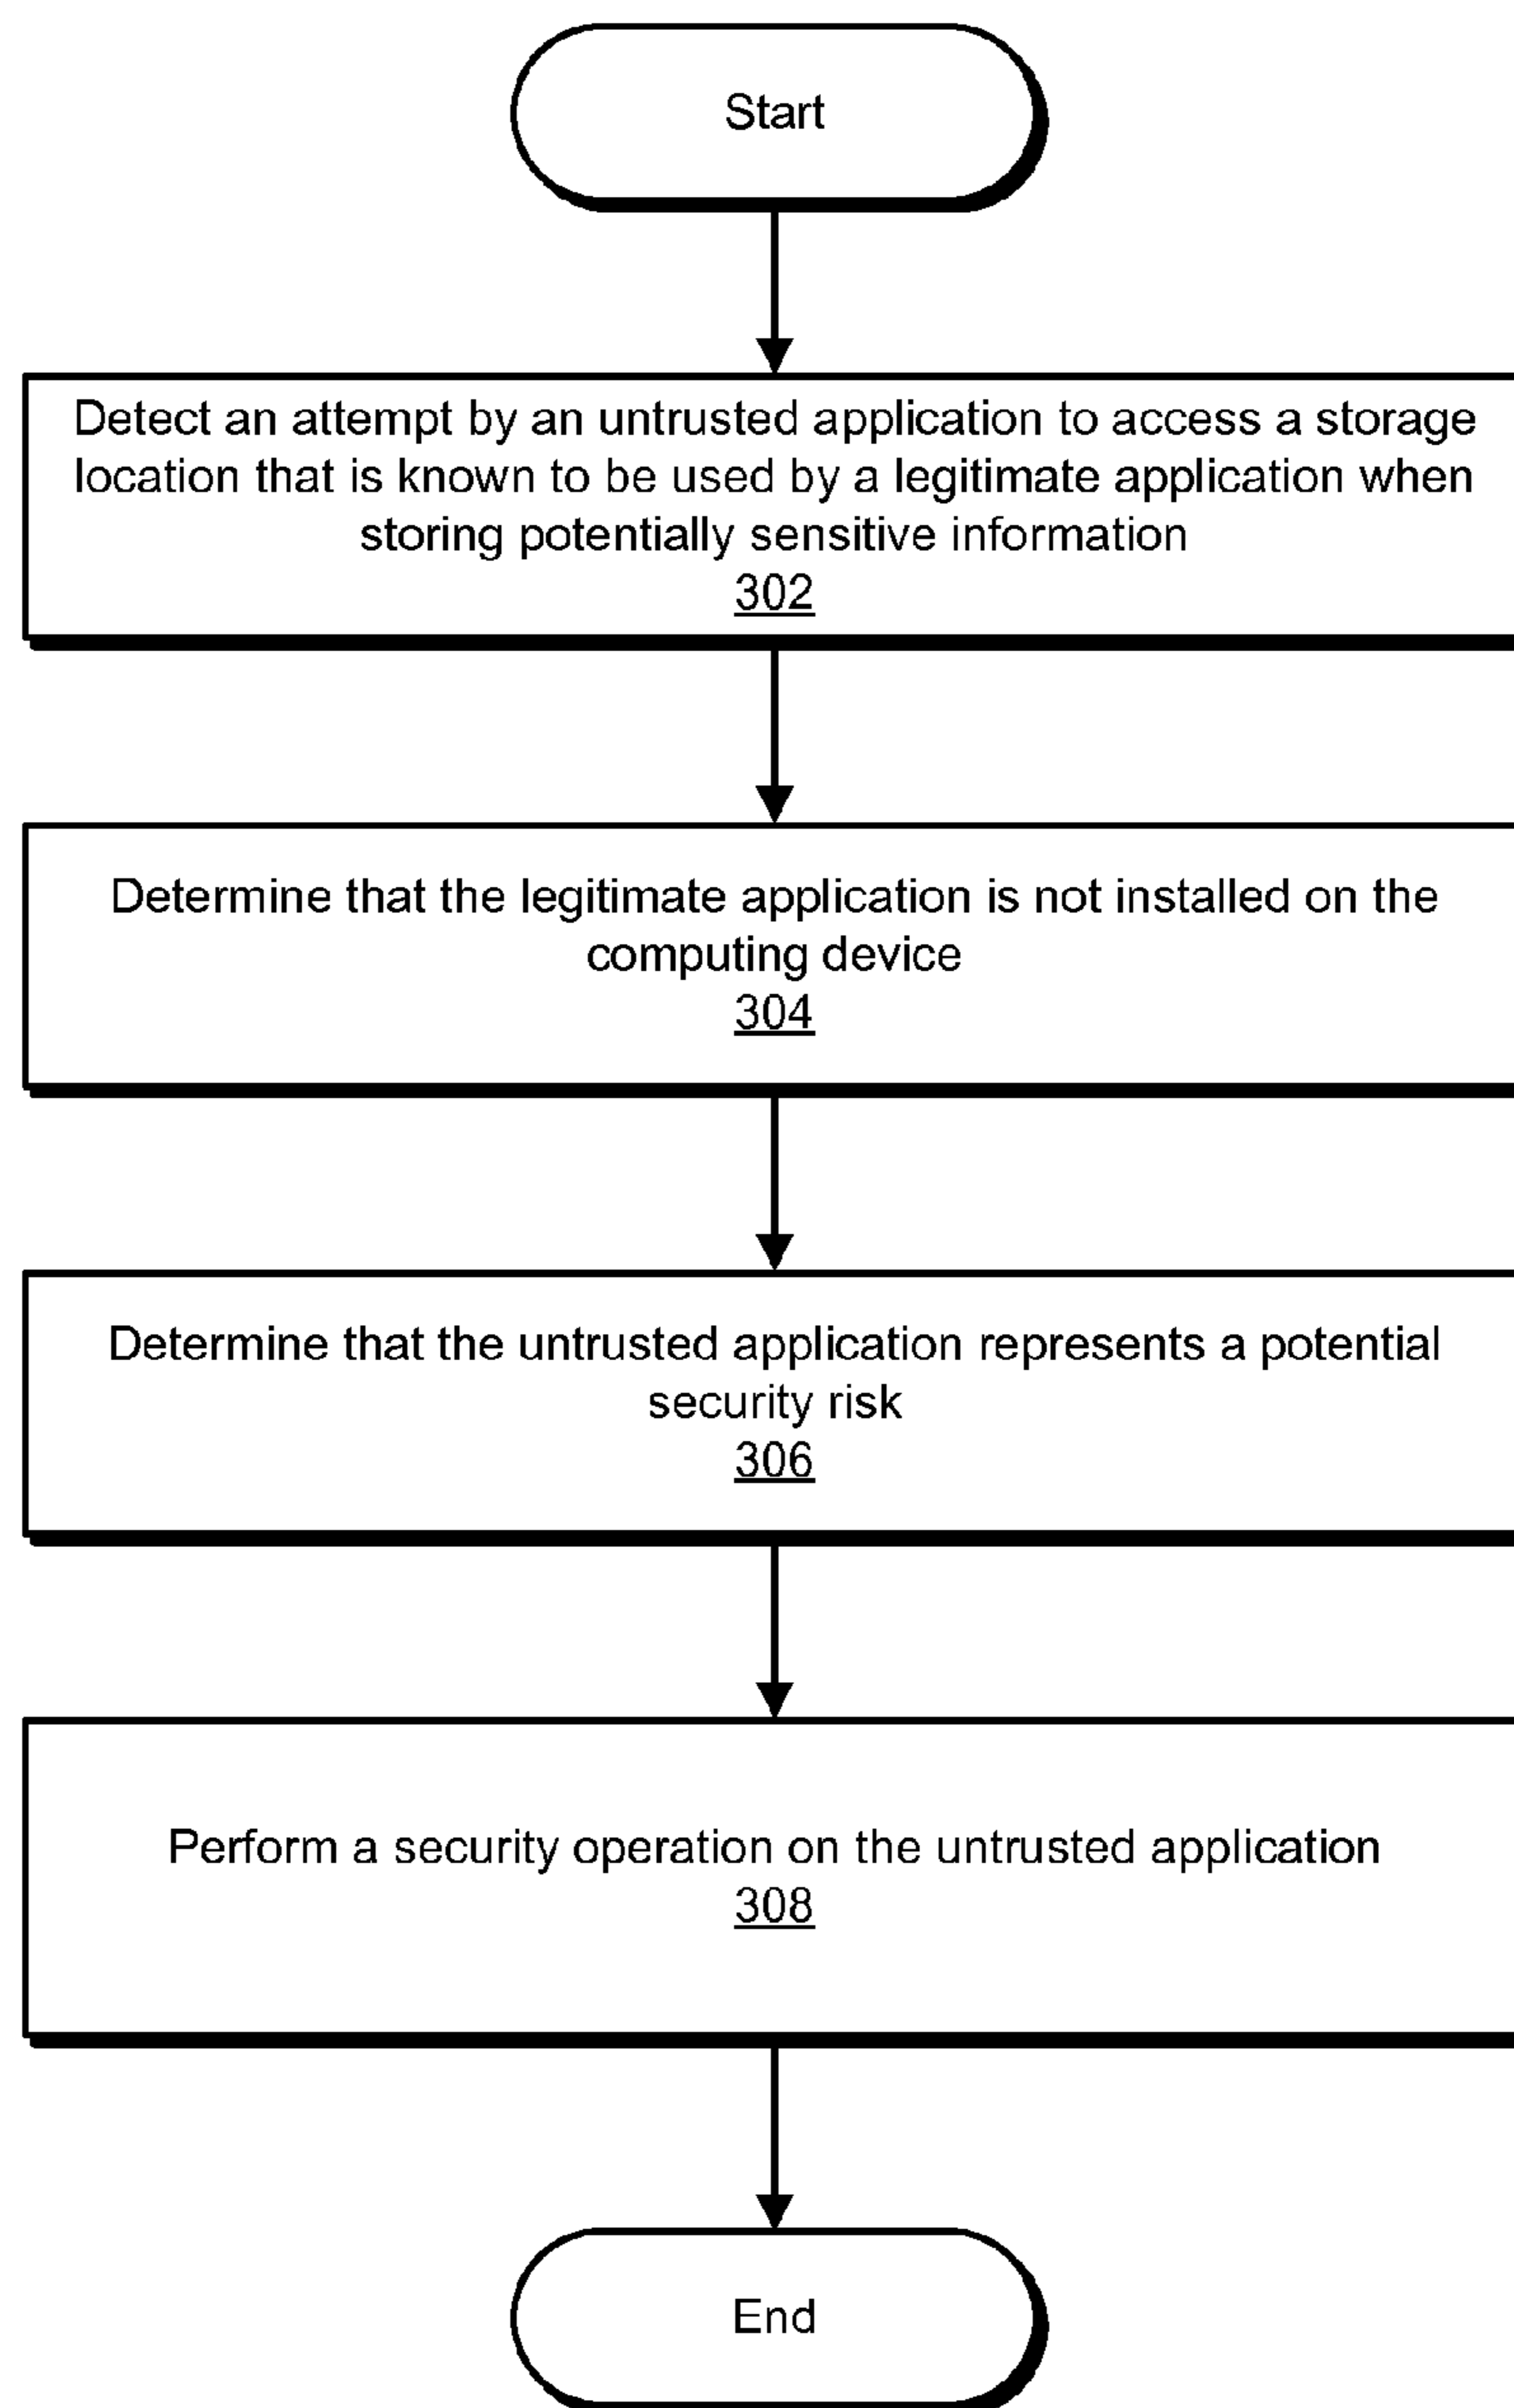 Start
Detect an attempt by an untrusted application to access a storage
location that is known to be used by a legitimate application when
storing potentially sensitive information
302
Determine that the legitimate application is not installed on the
computing device
304
Determine that the untrusted application represents a potential
security risk
306
Perform a security operation on the untrusted application
308
End